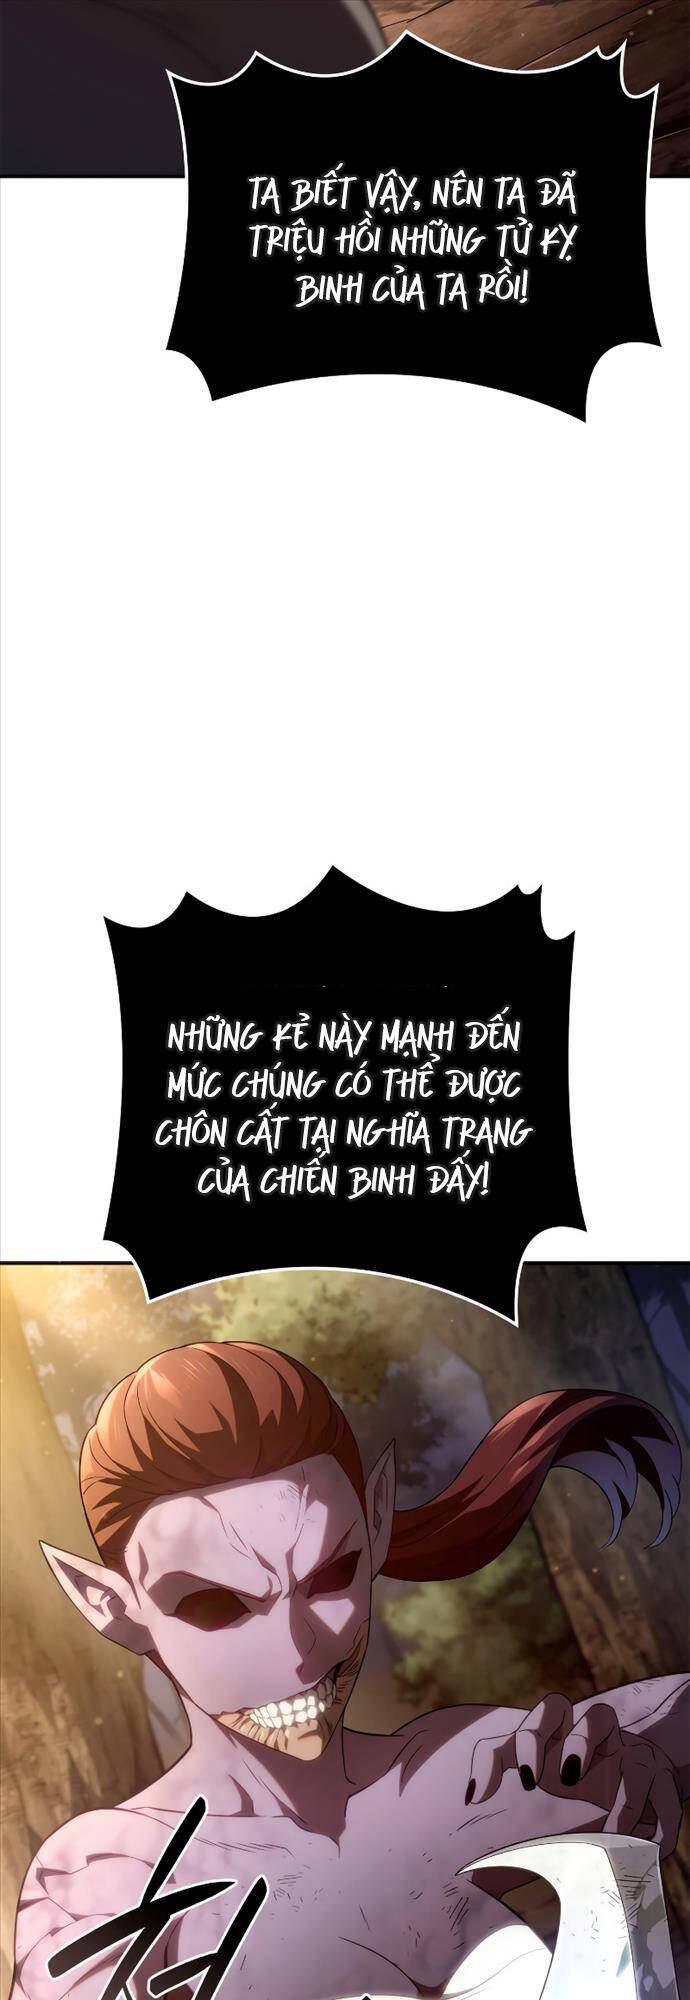 TA BIẾT VẬY, NÊN TA ĐÃ
TRIỆU HỒI NHỮNG TỬ KỴ
BINH CỦA TA RỒI!
NHỮNG KẺ NÀY MẠNH ĐẾN
MỨC CHÚNG CÓ THỂ ĐƯỢC
CHÔN CẤT TẠI NGHĨA TRANG
CỦA CHIẾN BINH ĐẤY!